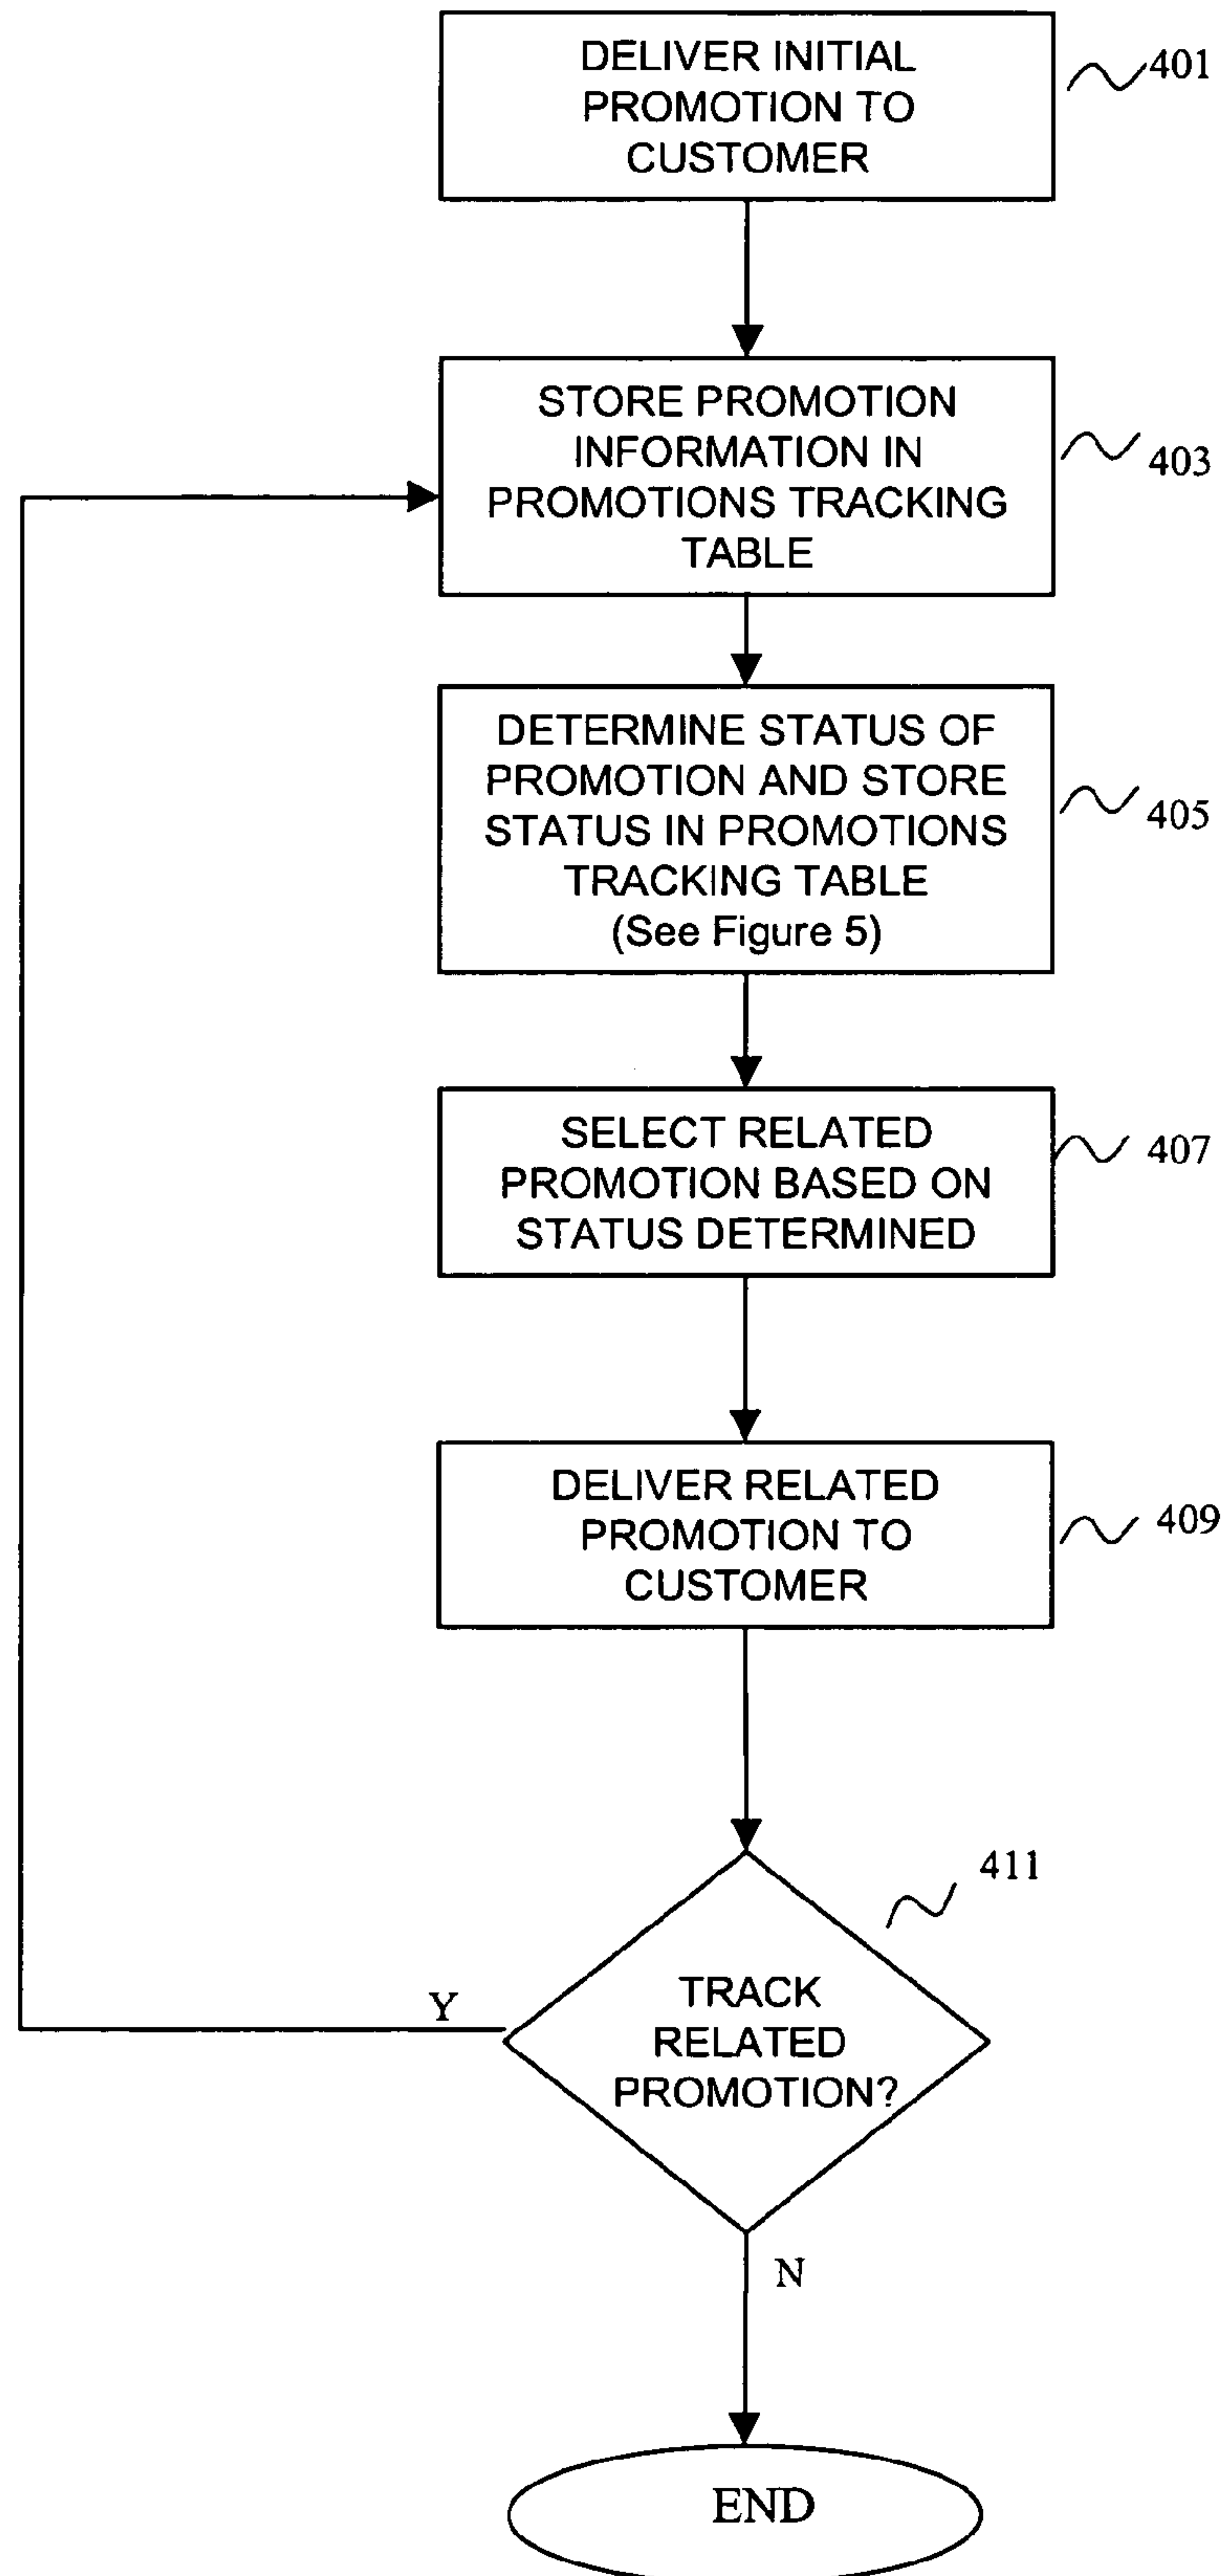 DELIVER INITIAL
PROMOTION TO
CUSTOMER
401
STORE PROMOTION
INFORMATION IN
PROMOTIONS TRACKING
TABLE
403
DETERMINE STATUS OF
PROMOTION AND STORE
STATUS IN PROMOTIONS
TRACKING TABLE
(See Figure 5)
405
SELECT RELATED
PROMOTION BASED ON
STATUS DETERMINED
407
DELIVER RELATED
PROMOTION TO
CUSTOMER
409
411
TRACK
RELATED
PROMOTION?
Y
N
END